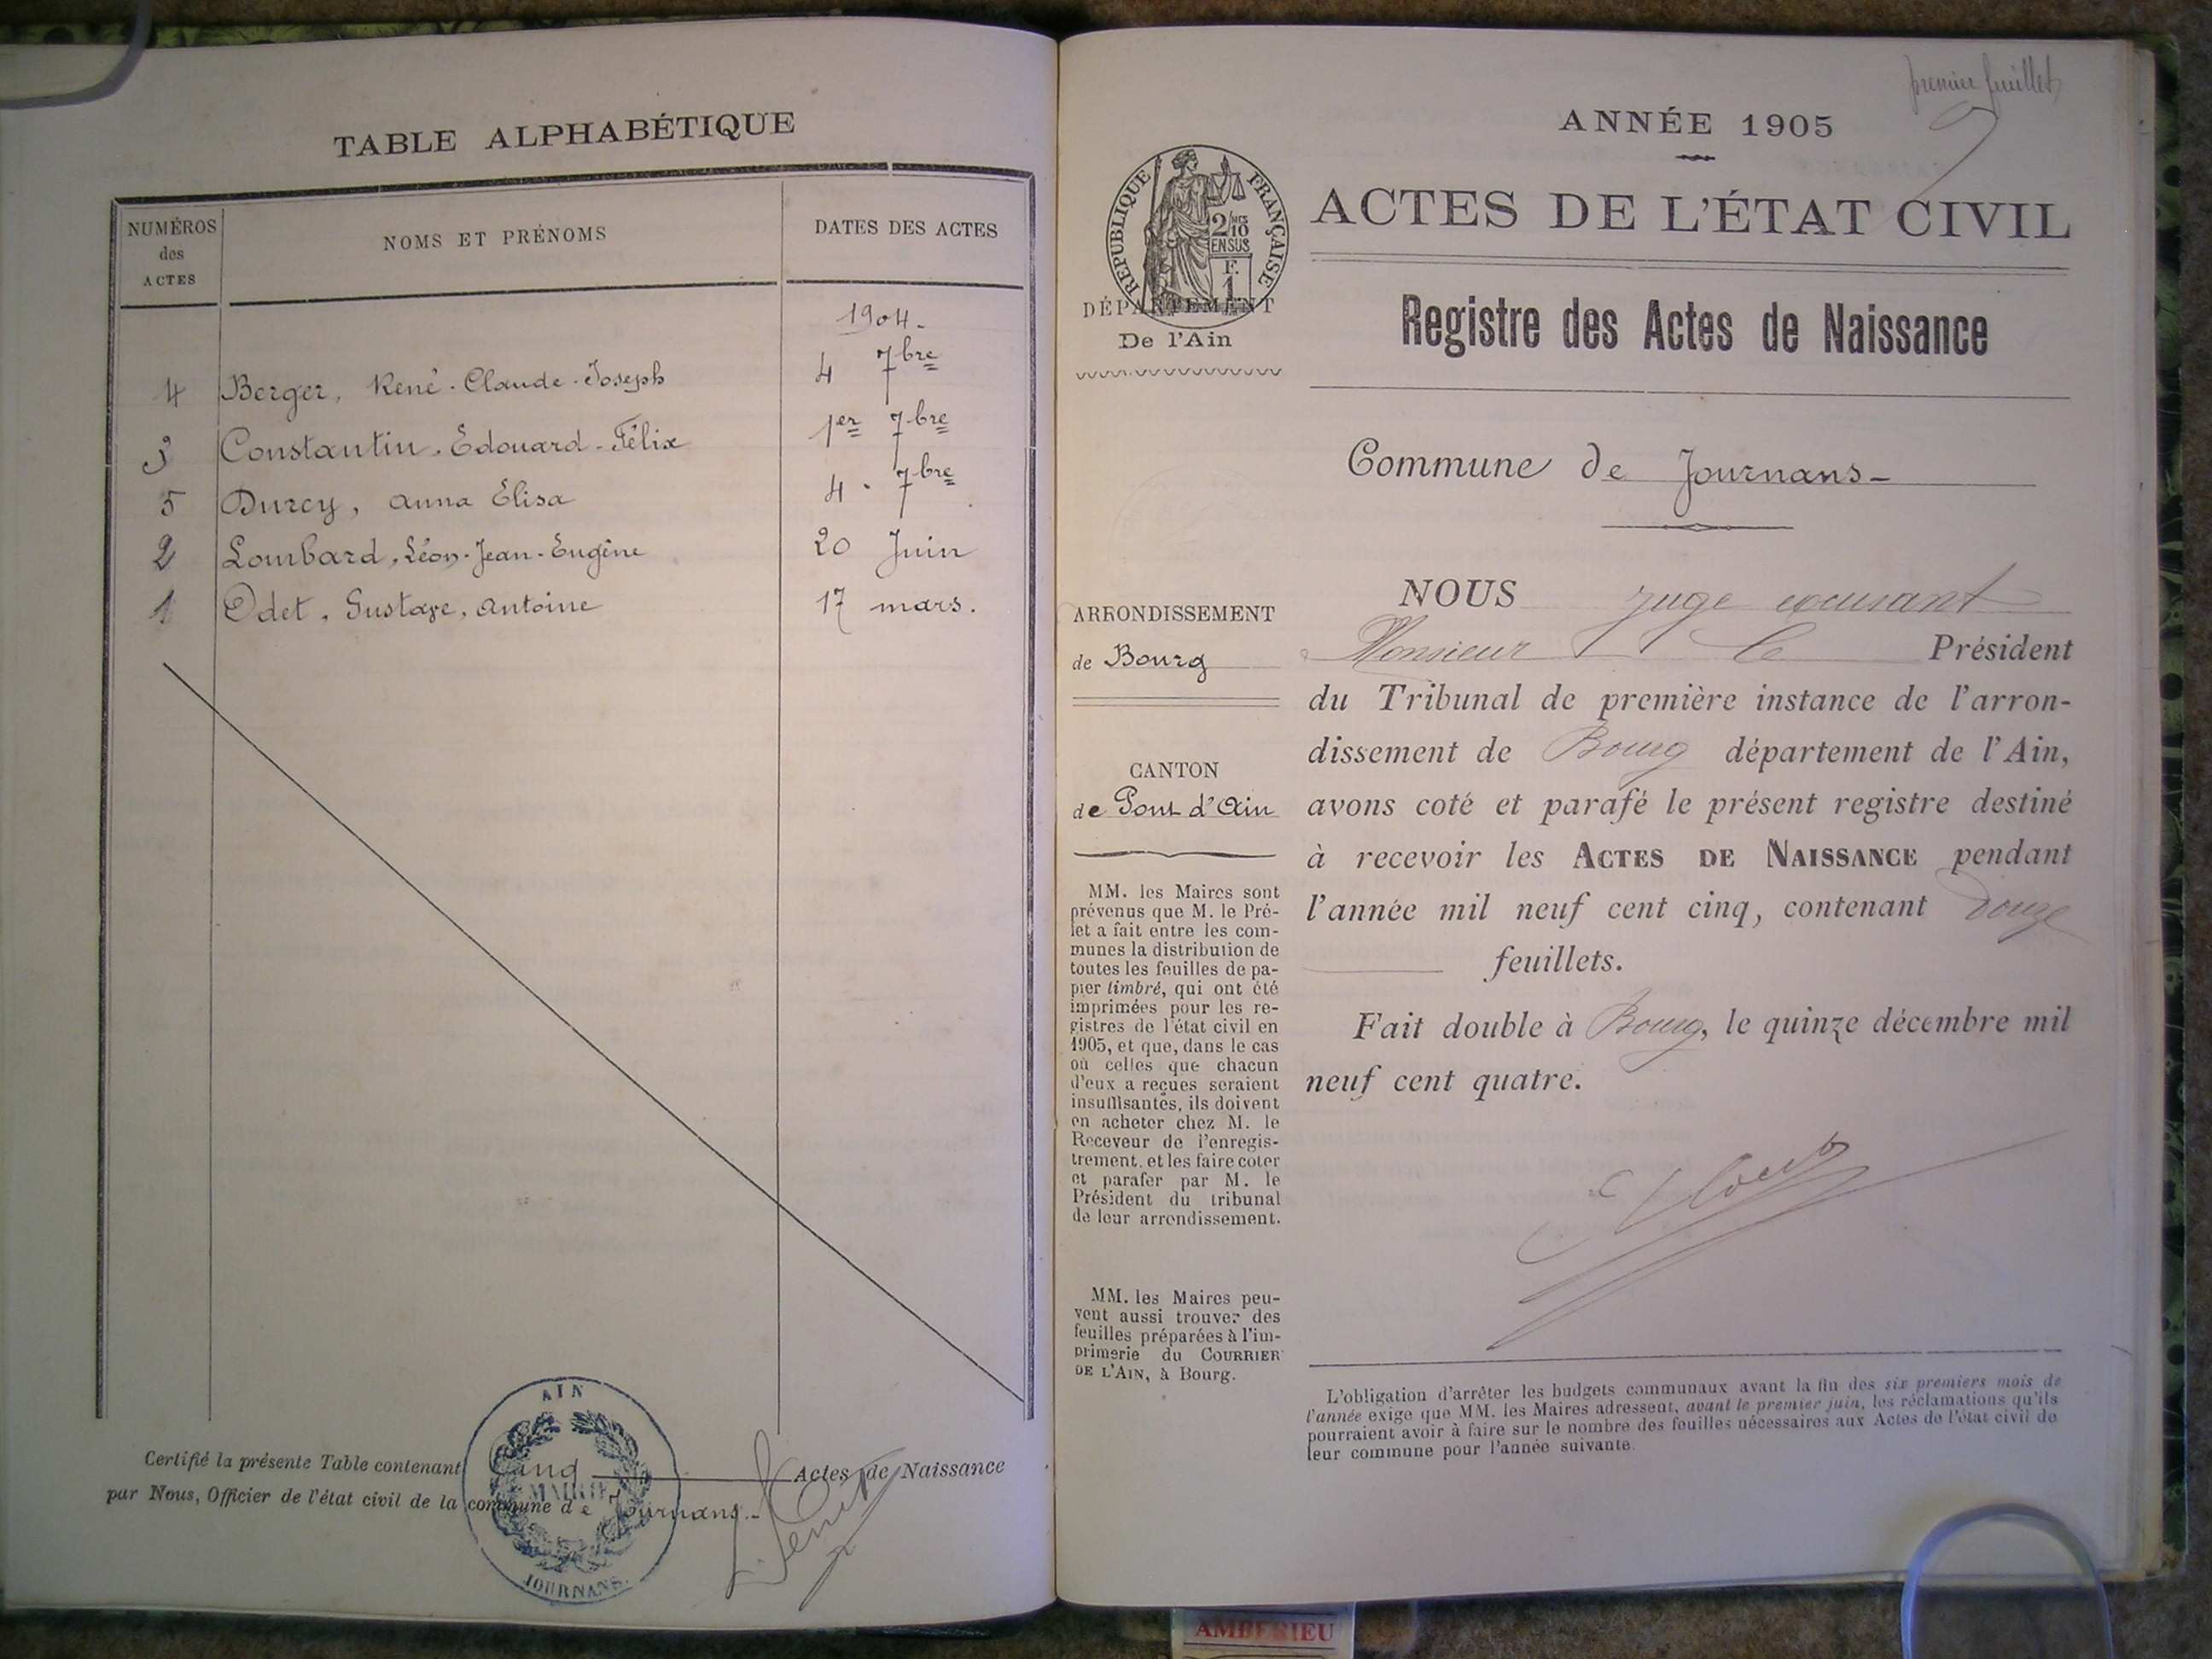 TABLE ALPHABÉTIQUE
NUMÉROS
des
ACTES
NOMS ET PRÉNOMS
DATES DES ACTES
1904.
4 Berger, René-Claude-Joseph 4 7bre
3 Constantin, Edouard-Félix 1er 7bre
5 Durey, Anna Élisa 4 - 7bre
2 Lombard, Léon-Jean-Eugène 20 Juin
1 Odet, Gustave, Antoine 17 mars.
Certifié la présente Table contenant Cinq Actes de Naissance
par Nous, Officier de l'état civil de la commune de Journans.-
AIN
MAIRIE
JOURNANS
premier feuillet
ANNÉE 1905
RÉPUBLIQUE FRANÇAISE
2/10
EN SUS
F.
1
ACTES DE L'ÉTAT CIVIL
DÉPARTEMENT
De l'Ain
Registre des Actes de Naissance
Commune de Journans-
ARRONDISSEMENT
de Bourg
CANTON
de Pont d'Ain
MM. les Maires sont
prévenus que M. le Pré-
fet a fait entre les com-
munes la distribution de
toutes les feuilles de pa-
pier timbré, qui ont été
imprimées pour les re-
gistres de l'état civil en
1905, et que, dans le cas
où celles que chacun
d'eux a reçues seraient
insuffisantes, ils doivent
en acheter chez M. le
Receveur de l'enregis-
trement, et les faire coter
et parafer par M. le
Président du tribunal
de leur arrondissement.
MM. les Maires peu-
vent aussi trouver des
feuilles préparées à l'im-
primerie du COURRIER
DE L'AIN, à Bourg.
NOUS juge
Monsieur le Président
du Tribunal de première instance de l'arron-
dissement de Bourg département de l'Ain,
avons coté et parafé le présent registre destiné
à recevoir les ACTES DE NAISSANCE pendant
l'année mil neuf cent cinq, contenant douze
feuillets.
Fait double à Bourg, le quinze décembre mil
neuf cent quatre.
L'obligation d'arrêter les budgets communaux avant la fin des six premiers mois de
l'année exige que MM. les Maires adressent, avant le premier juin, les réclamations qu'ils
pourraient avoir à faire sur le nombre des feuilles nécessaires aux Actes de l'état civil de
leur commune pour l'année suivante.
AMBERIEU